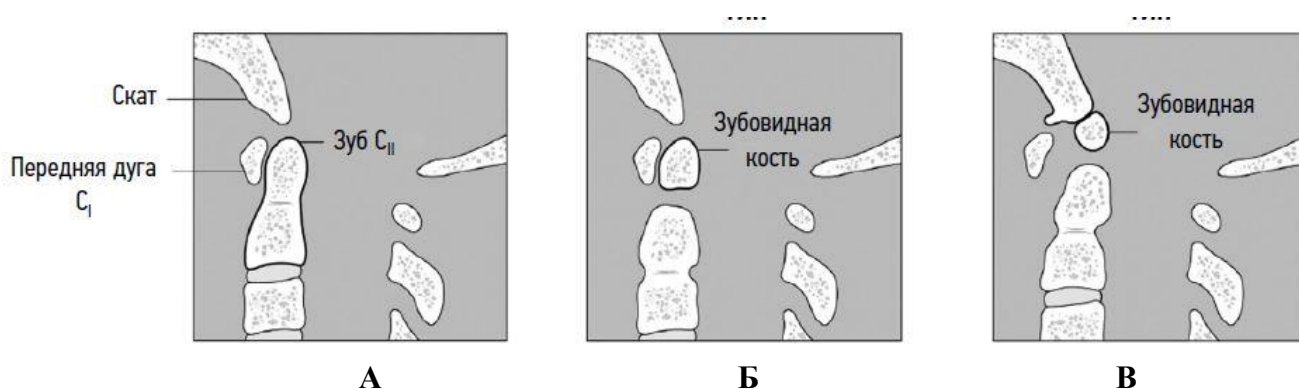 Скат
Передняя дуга
C_I
Зуб C_II
Зубовидная
кость
Зубовидная
кость
А
Б
В